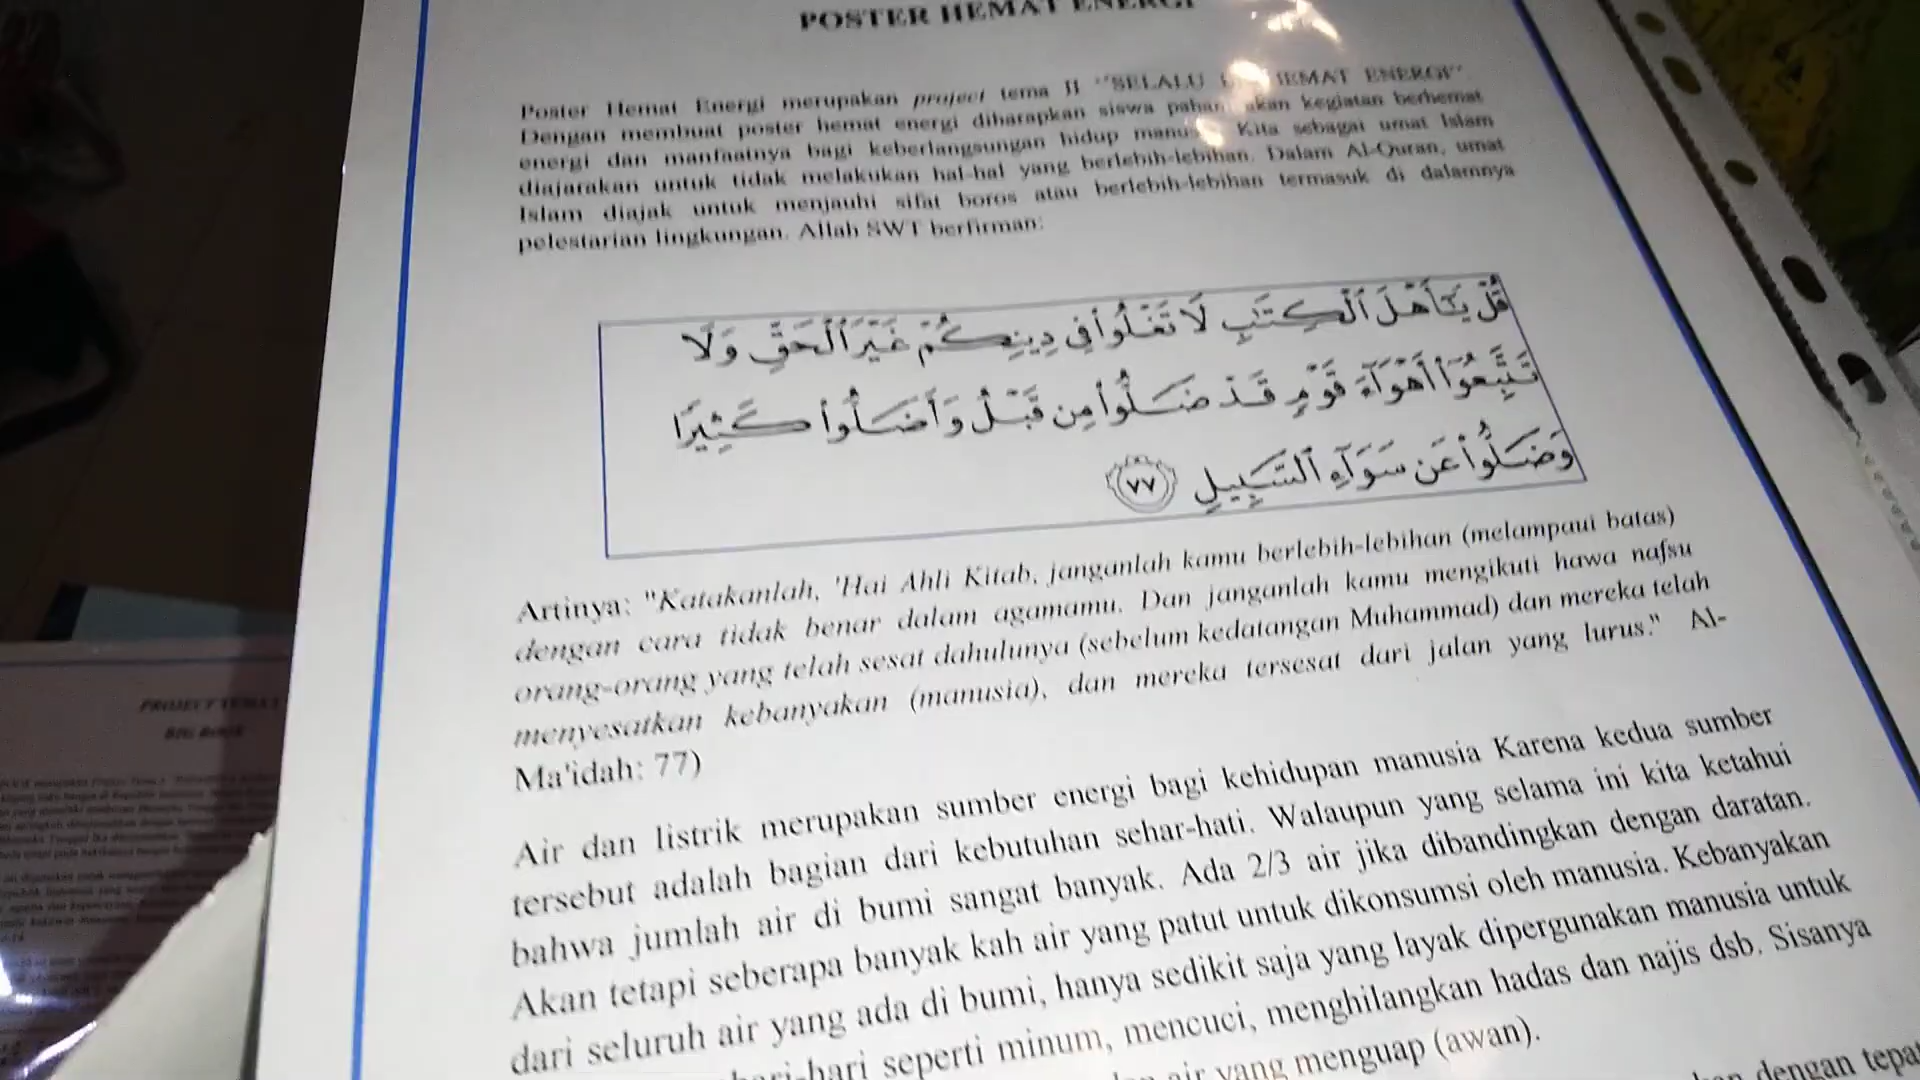 POSTER HEMAT ENERGI
Poster Hemat Energi merupakan project tema II "SELALU HEMAT ENERGI".
Dengan membuat poster hemat energi diharapkan siswa paham akan kegiatan berhemat
energi dan manfaatnya bagi keberlangsungan hidup manusia. Kita sebagai umat Islam
diajarakan untuk tidak melakukan hal-hal yang berlebih-lebihan. Dalam Al-Quran, umat
Islam diajak untuk menjauhi sifat boros atau berlebih-lebihan termasuk di dalamnya
pelestarian lingkungan. Allah SWT berfirman:
قُلْ يَـٰٓأَهْلَ ٱلْكِتَـٰبِ لَا تَغْلُوا۟ فِى دِينِكُمْ غَيْرَ ٱلْحَقِّ وَلَا
تَتَّبِعُوٓا۟ أَهْوَآءَ قَوْمٍ قَدْ ضَلُّوا۟ مِن قَبْلُ وَأَضَلُّوا۟ كَثِيرًا
وَضَلُّوا۟ عَن سَوَآءِ ٱلسَّبِيلِ ٧٧
Artinya: "Katakanlah, 'Hai Ahli Kitab, janganlah kamu berlebih-lebihan (melampaui batas)
dengan cara tidak benar dalam agamamu. Dan janganlah kamu mengikuti hawa nafsu
orang-orang yang telah sesat dahulunya (sebelum kedatangan Muhammad) dan mereka telah
menyesatkan kebanyakan (manusia), dan mereka tersesat dari jalan yang lurus." Al-
Ma'idah: 77)
Air dan listrik merupakan sumber energi bagi kehidupan manusia Karena kedua sumber
tersebut adalah bagian dari kebutuhan sehar-hati. Walaupun yang selama ini kita ketahui
bahwa jumlah air di bumi sangat banyak. Ada 2/3 air jika dibandingkan dengan daratan.
Akan tetapi seberapa banyak kah air yang patut untuk dikonsumsi oleh manusia. Kebanyakan
dari seluruh air yang ada di bumi, hanya sedikit saja yang layak dipergunakan manusia untuk
hari-hari seperti minum, mencuci, menghilangkan hadas dan najis dsb. Sisanya
air yang menguap (awan).
dengan tepat
PROJECT TEMA I